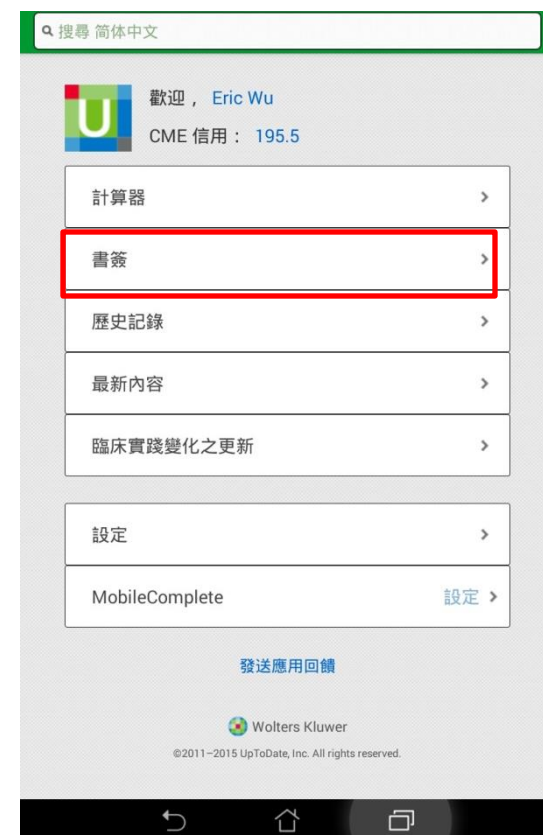 搜尋 简体中文
歡迎 , Eric Wu
CME 信用 : 195.5
計算器
書簽
歷史記錄
最新內容
臨床實踐變化之更新
設定
MobileComplete 設定
發送應用回饋
Wolters Kluwer
©2011–2015 UpToDate, Inc. All rights reserved.